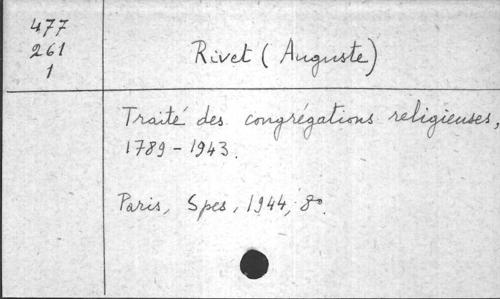 477
261
1
Rivet (Auguste)
Traité des congrégations religieuses,
1789-1943.
Paris, Spes, 1944, 8°.